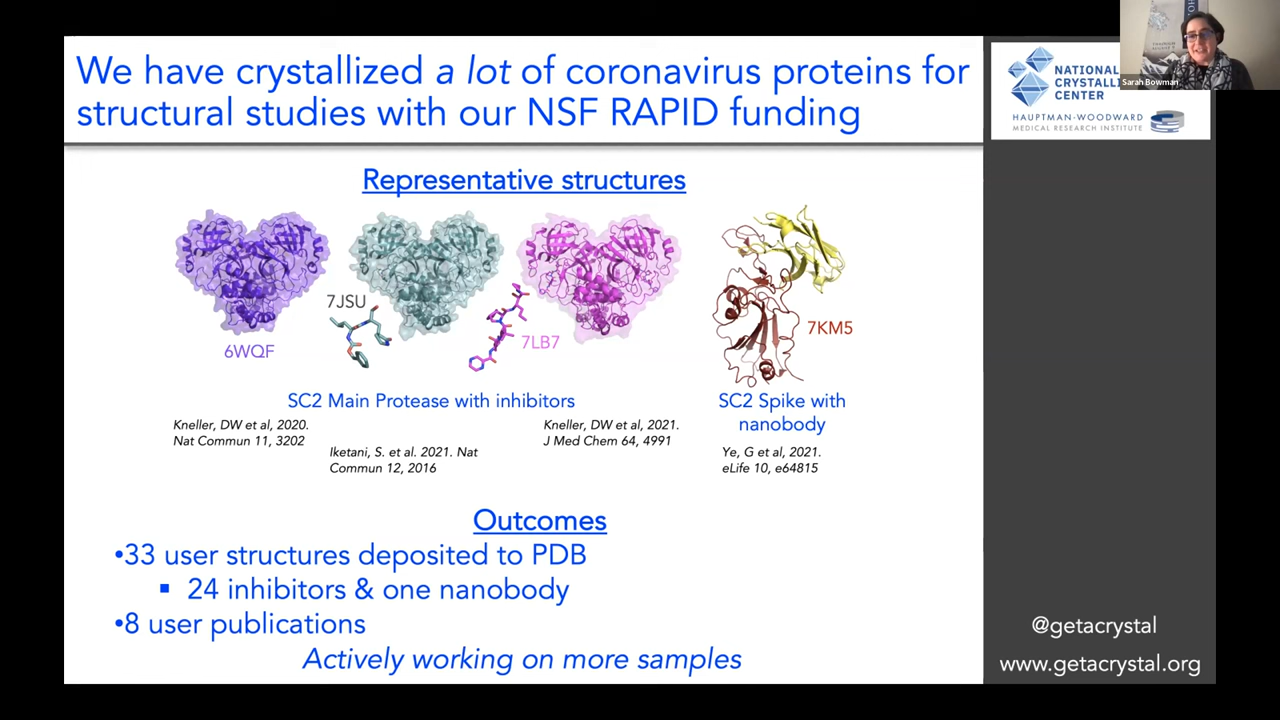 We have crystallized a lot of coronavirus proteins for
structural studies with our NSF RAPID funding
NATIONAL
CENTER
HAUPTMAN-WOODWARD
MEDICAL RESEARCH INSTITUTE
Sarah Bowman
Representative structures
7JSU
6WQF
7LB7
7KM5
SC2 Main Protease with inhibitors
SC2 Spike with
nanobody
Kneller, DW et al, 2020.
Nat Commun 11, 3202
Iketani, S. et al. 2021. Nat
Commun 12, 2016
Kneller, DW et al, 2021.
J Med Chem 64, 4991
Ye, G et al, 2021.
eLife 10, e64815
Outcomes
•33 user structures deposited to PDB
▪ 24 inhibitors & one nanobody
•8 user publications
Actively working on more samples
@getacrystal
www.getacrystal.org